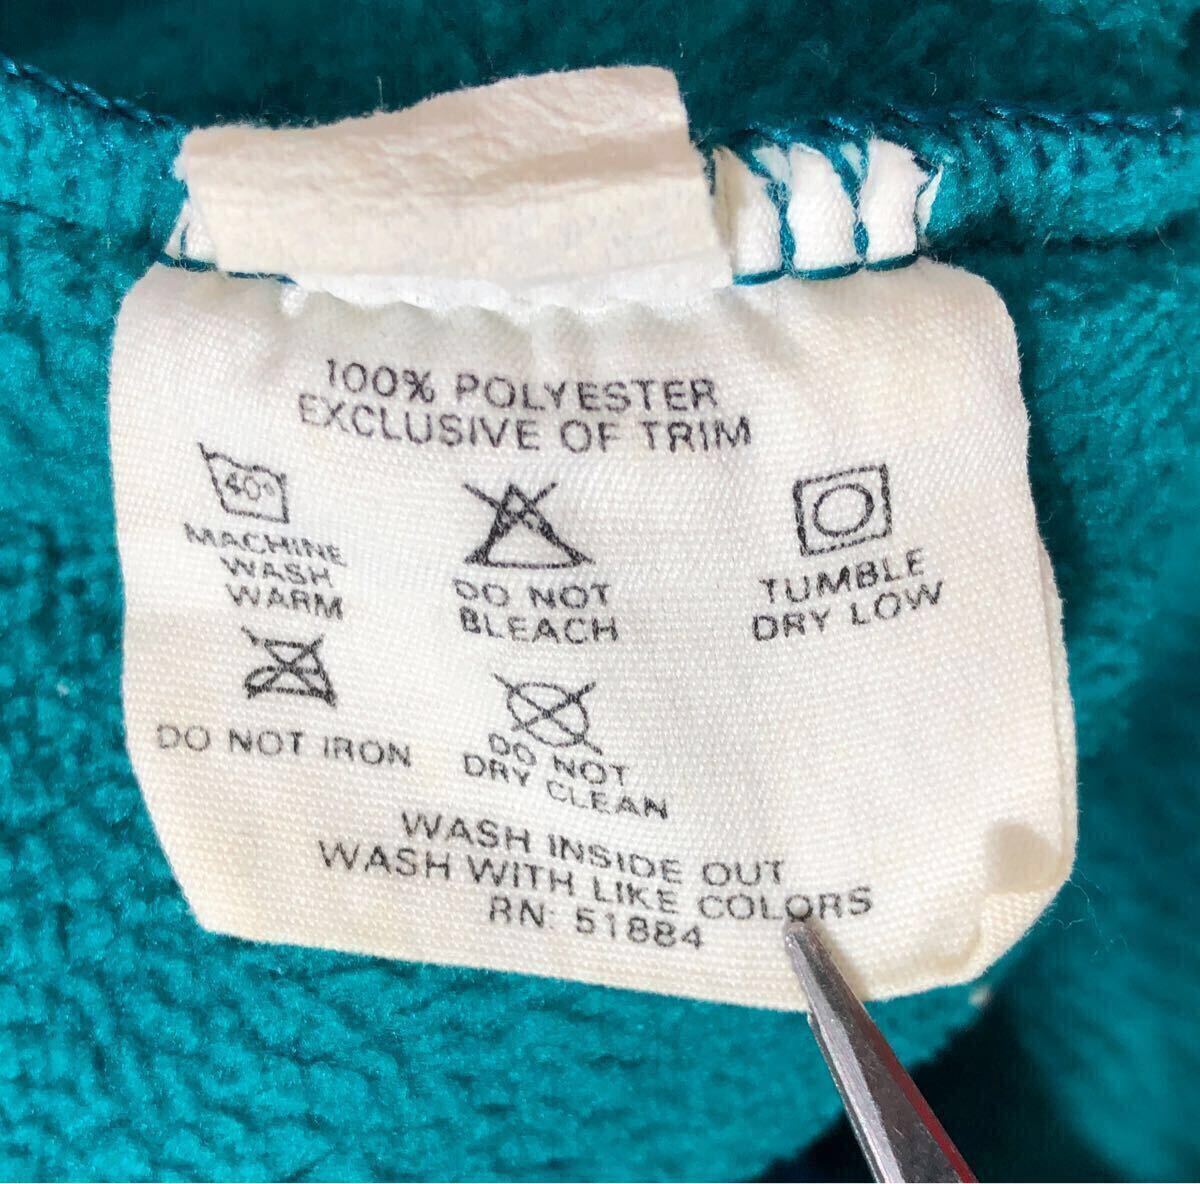 100% POLYESTER
EXCLUSIVE OF TRIM
40°
MACHINE
WASH
WARM
DO NOT
BLEACH
TUMBLE
DRY LOW
DO NOT IRON
DO NOT
DRY CLEAN
WASH INSIDE OUT
WASH WITH LIKE COLORS
RN: 51884